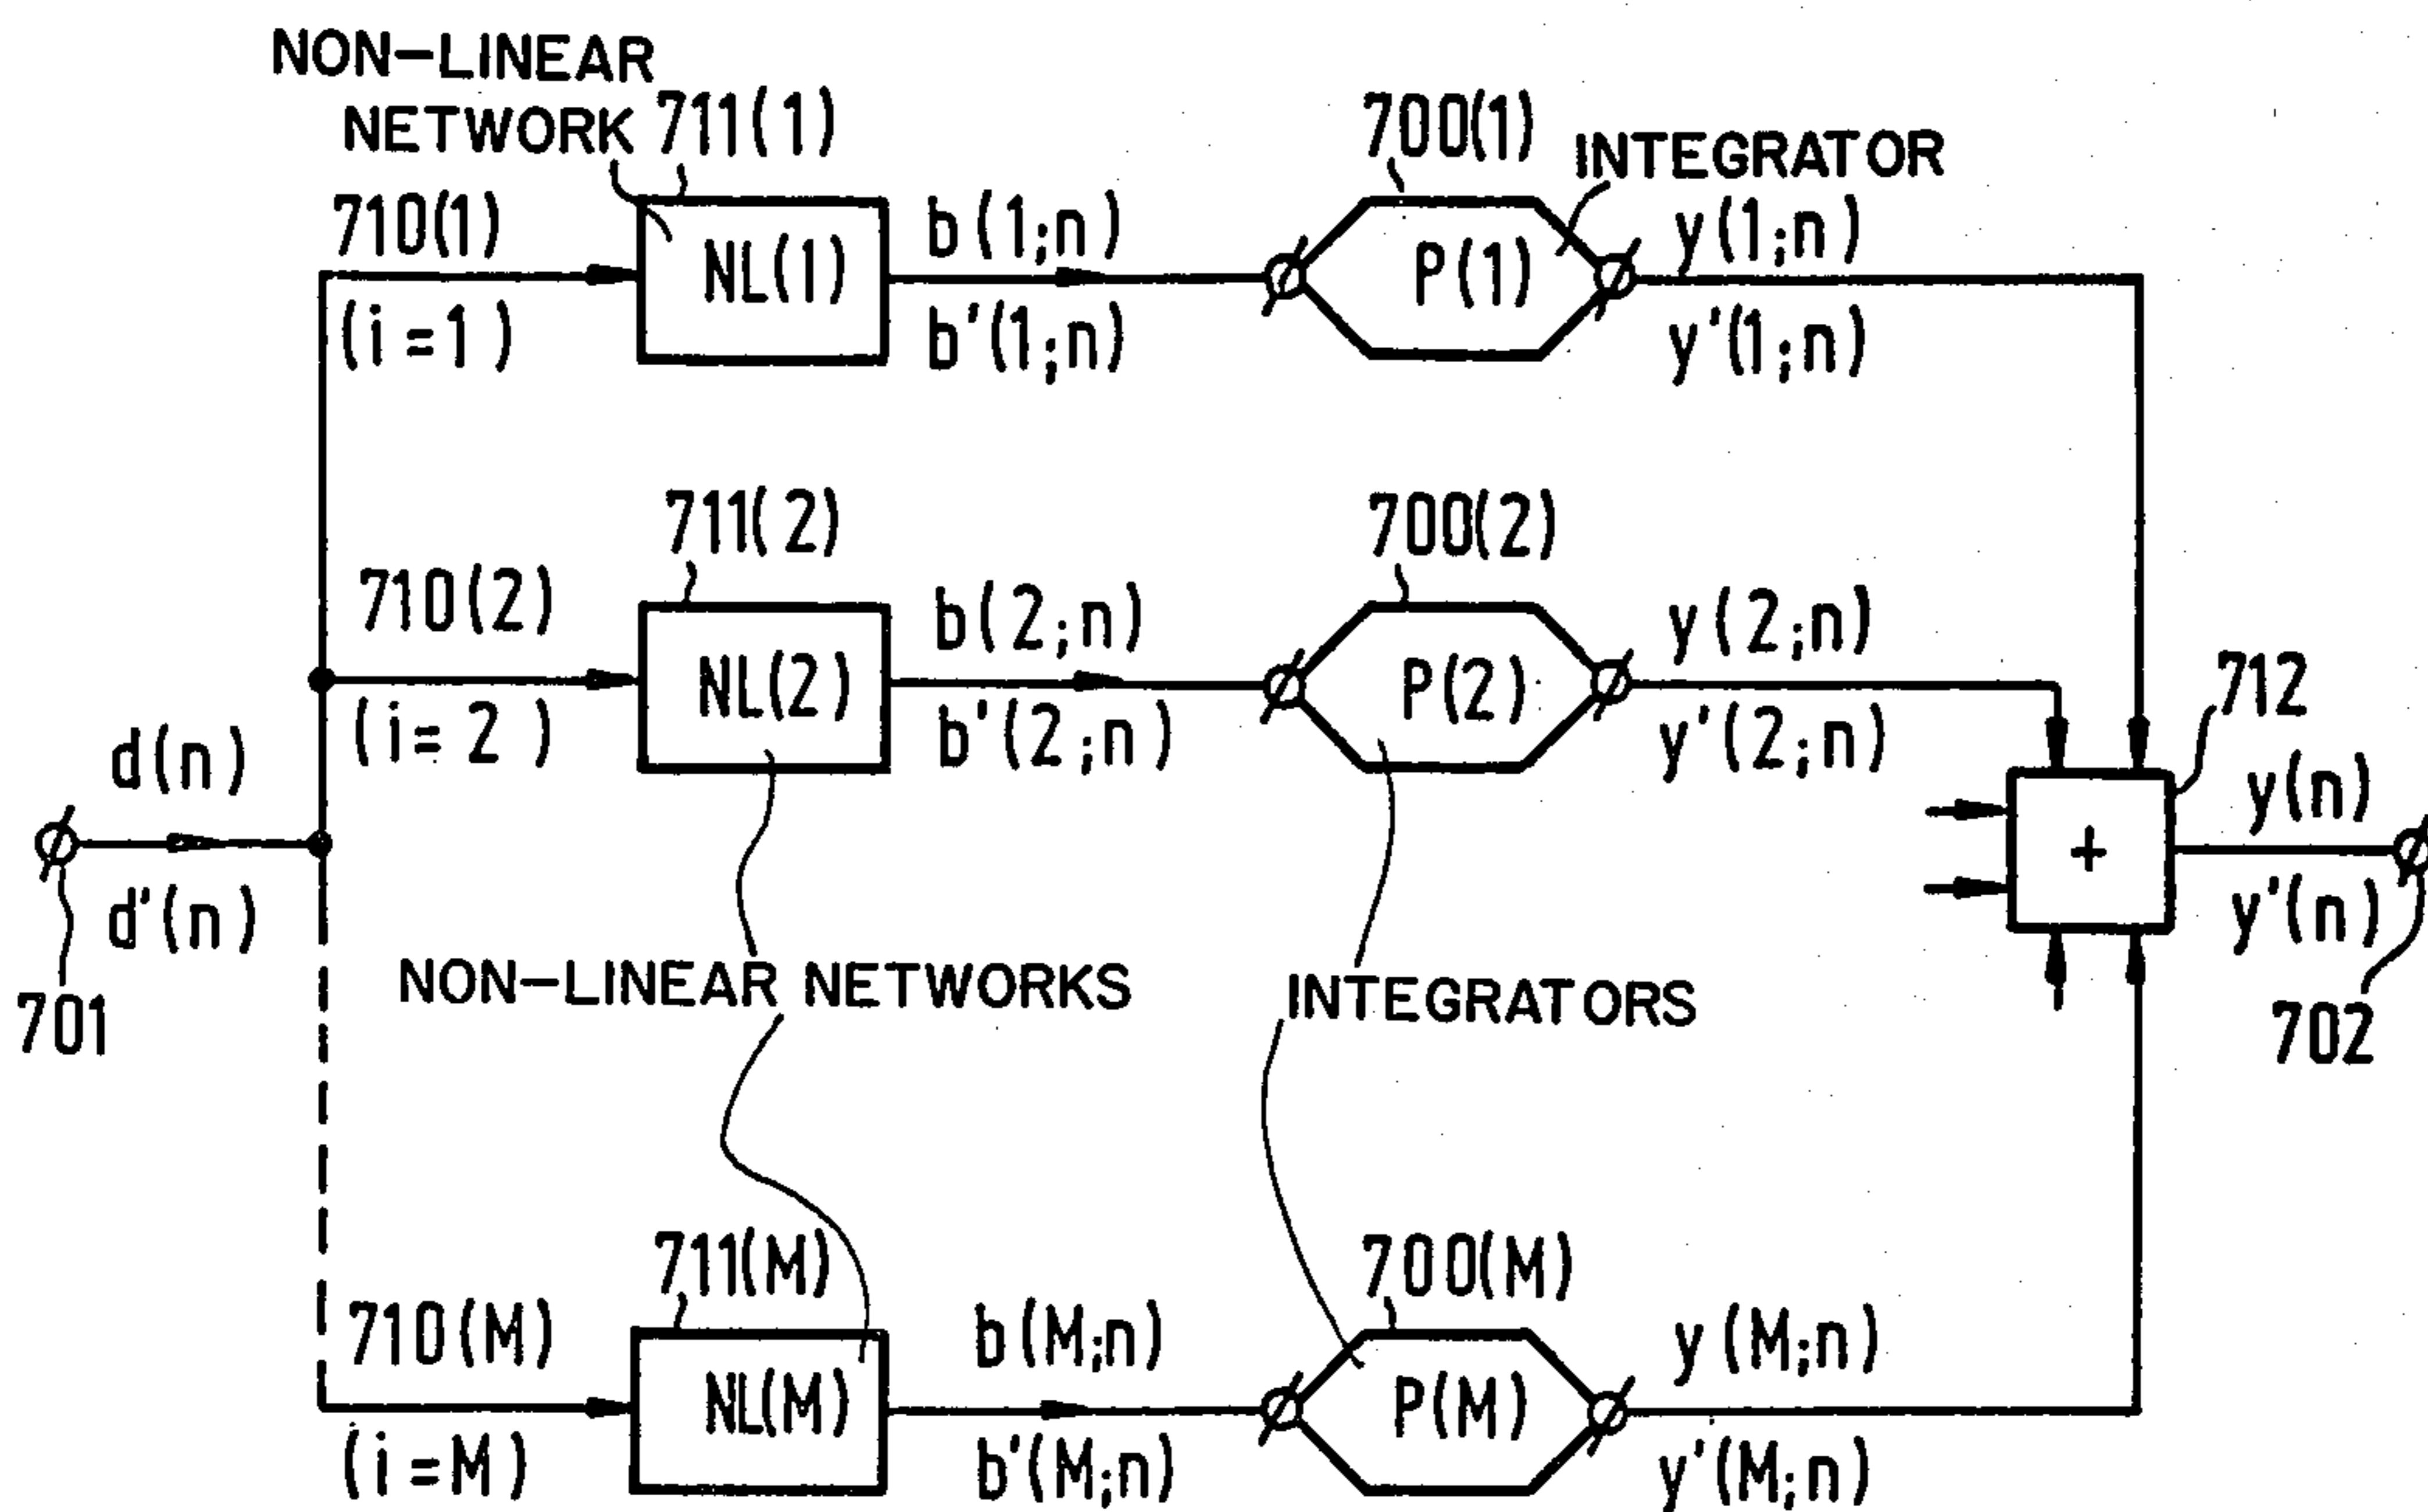 NON-LINEAR
NETWORK 711(1)
700(1)
INTEGRATOR
710(1)
(i=1)
NL(1)
b(1;n)
b'(1;n)
P(1)
y(1;n)
y'(1;n)
711(2)
700(2)
710(2)
(i=2)
NL(2)
b(2;n)
b'(2;n)
P(2)
y(2;n)
y'(2;n)
712
d(n)
d'(n)
701
+
y(n)
y'(n)
702
NON-LINEAR NETWORKS
INTEGRATORS
711(M)
700(M)
710(M)
(i=M)
NL(M)
b(M;n)
b'(M;n)
P(M)
y(M;n)
y'(M;n)